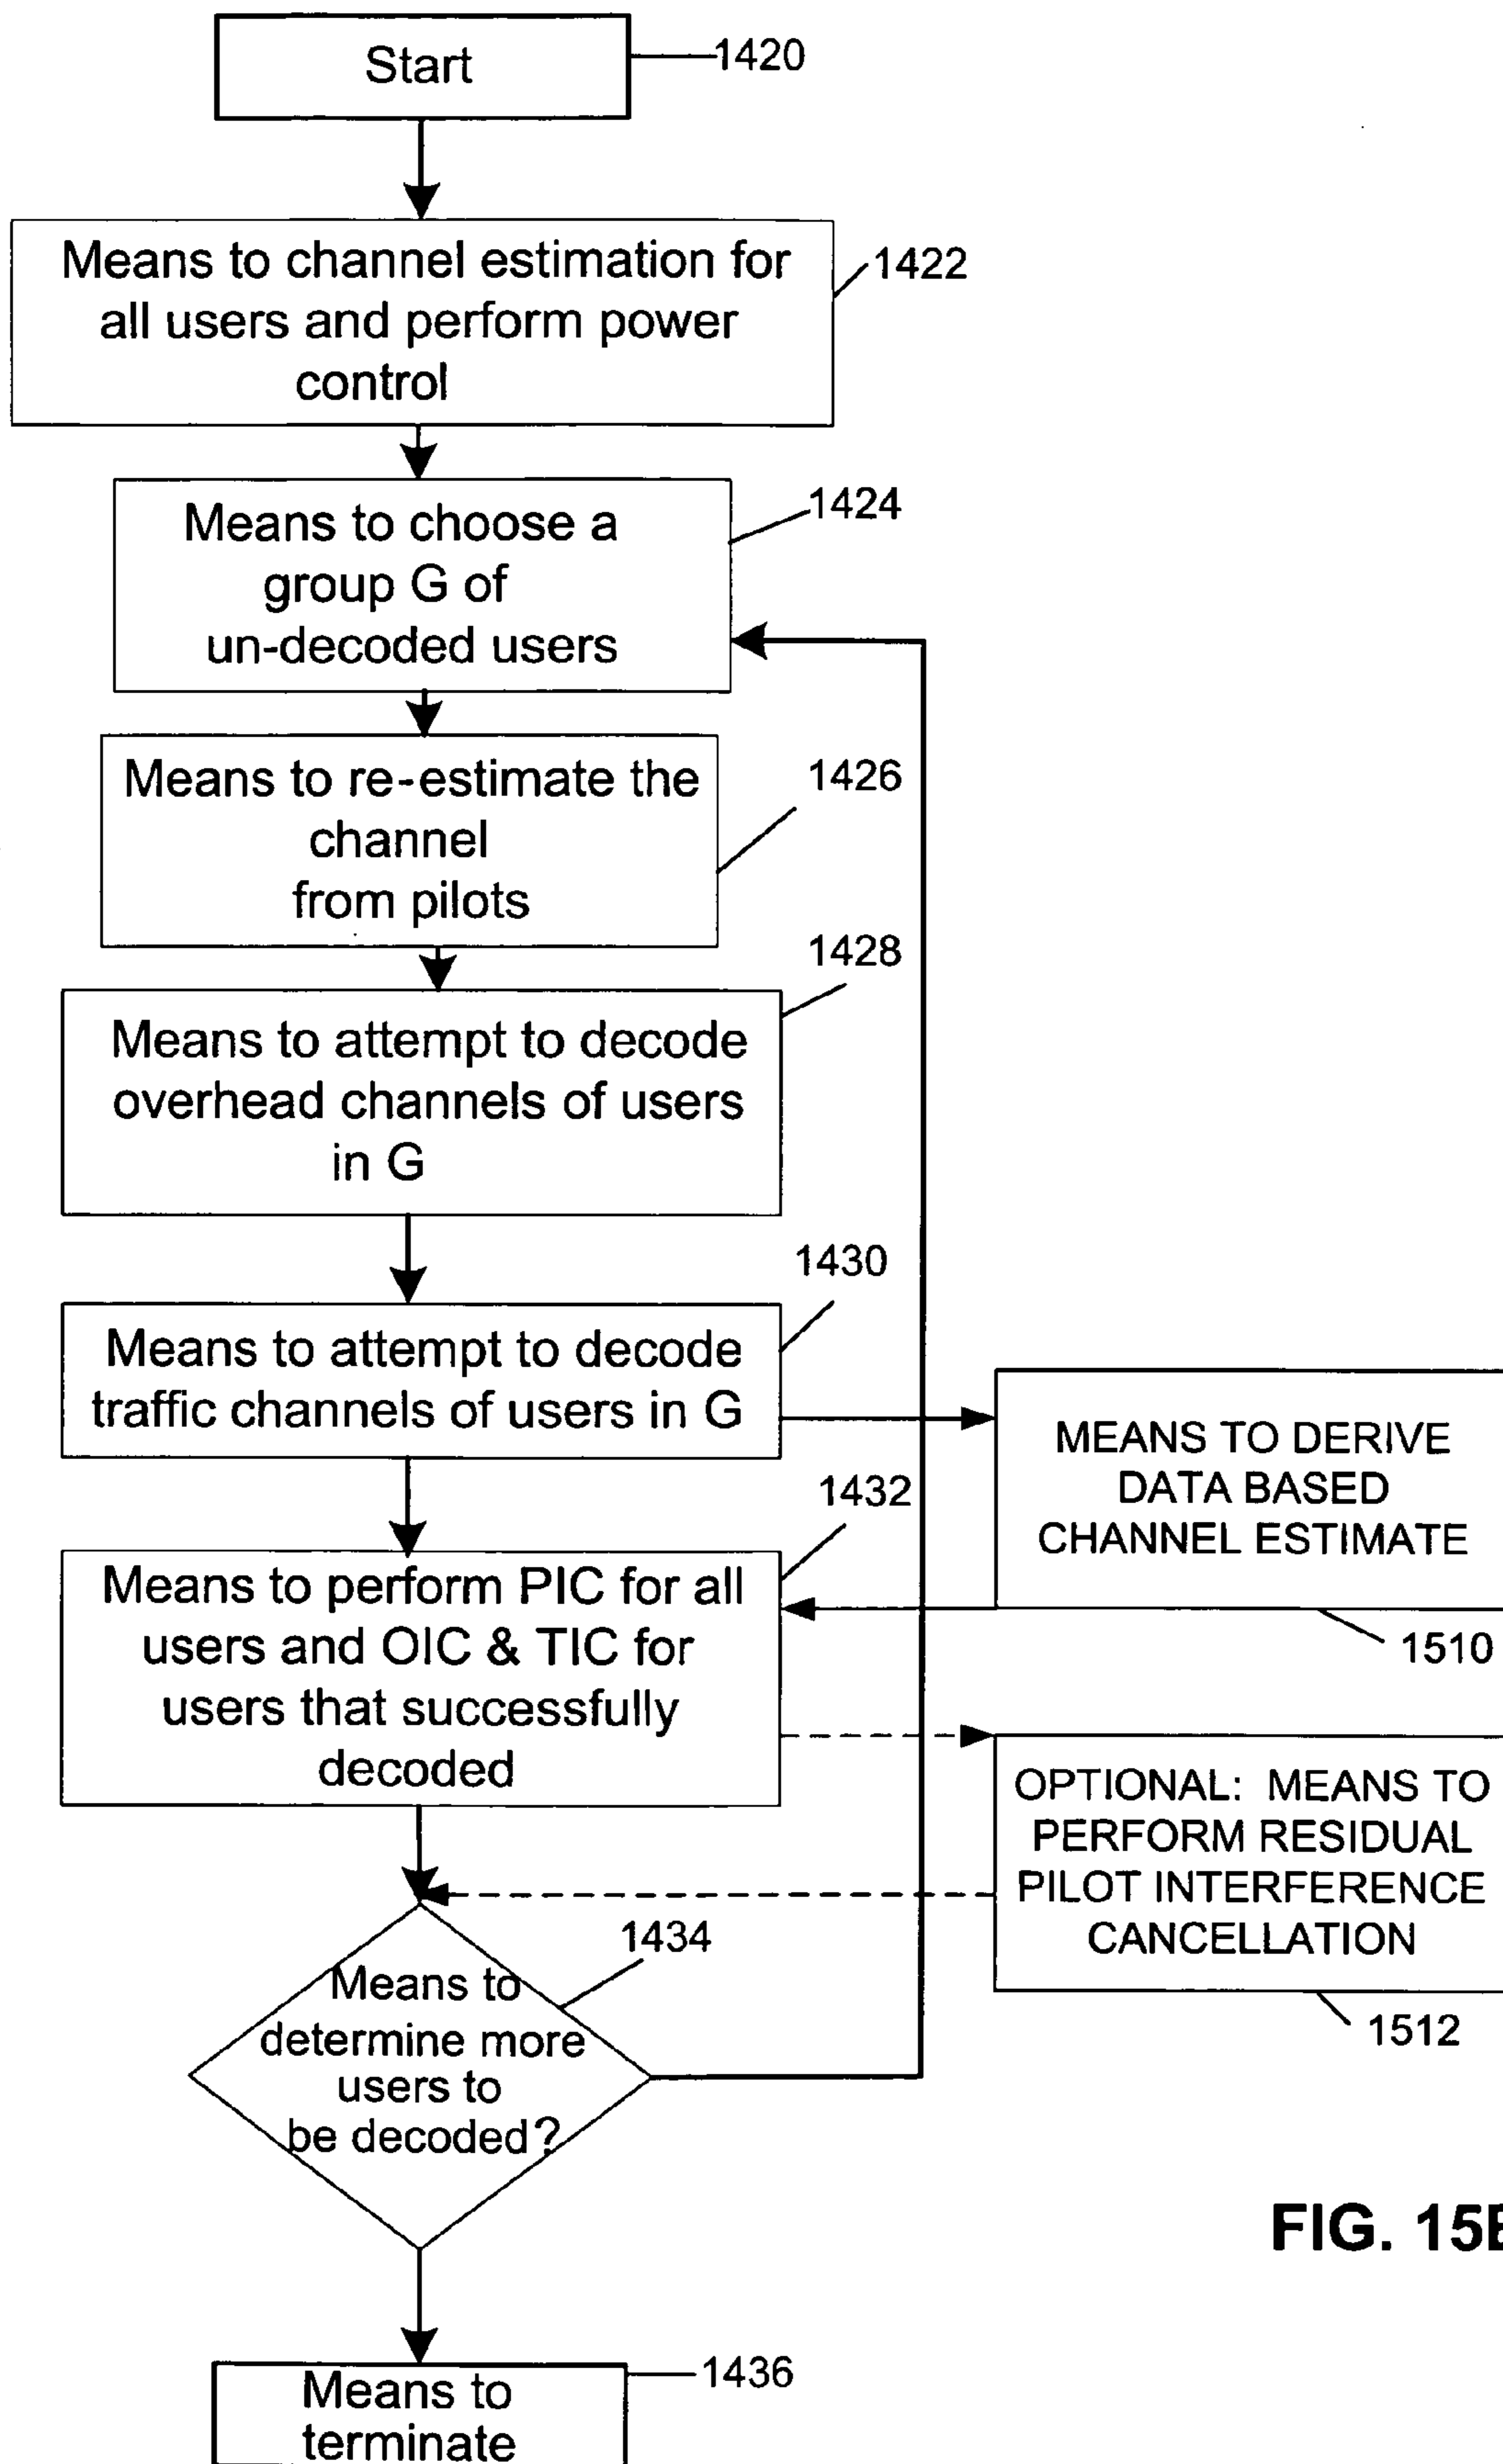 Start
1420
Means to channel estimation for
all users and perform power
control
1422
Means to choose a
group G of
un-decoded users
1424
Means to re-estimate the
channel
from pilots
1426
Means to attempt to decode
overhead channels of users
in G
1428
Means to attempt to decode
traffic channels of users in G
1430
MEANS TO DERIVE
DATA BASED
CHANNEL ESTIMATE
1510
Means to perform PIC for all
users and OIC & TIC for
users that successfully
decoded
1432
OPTIONAL: MEANS TO
PERFORM RESIDUAL
PILOT INTERFERENCE
CANCELLATION
1512
Means to
determine more
users to
be decoded?
1434
FIG. 15B
Means to
terminate
1436